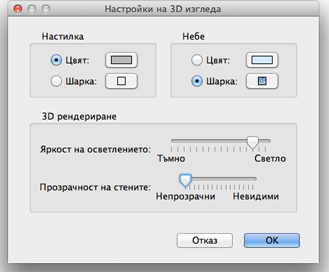 Настройки на 3D изгледа
Настилка
Небе
Цвят:
Цвят:
Шарка:
Шарка:
3D рендериране
Яркост на осветлението:
Тъмно Светло
Прозрачност на стените:
Непрозрачни Невидими
Отказ OK